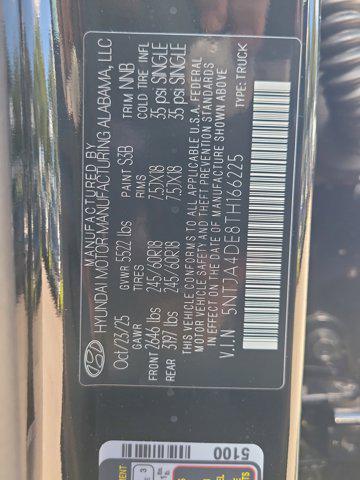 MANUFACTURED BY
HYUNDAI MOTOR MANUFACTURING ALABAMA, LLC
Oct/23/25 GVWR 5522 lbs PAINT S3B TRIM NNB
GAWR TIRES RIMS COLD TIRE INFL
FRONT 2646 lbs 245/60R18 7.5JX18 35 psi SINGLE
REAR 3197 lbs 245/60R18 7.5JX18 35 psi SINGLE
THIS VEHICLE CONFORMS TO ALL APPLICABLE U.S.A. FEDERAL
MOTOR VEHICLE SAFETY AND THEFT PREVENTION STANDARDS
IN EFFECT ON THE DATE OF MANUFACTURE SHOWN ABOVE
V.I.N 5NTJA4DE8TH166225 TYPE:TRUCK
5100